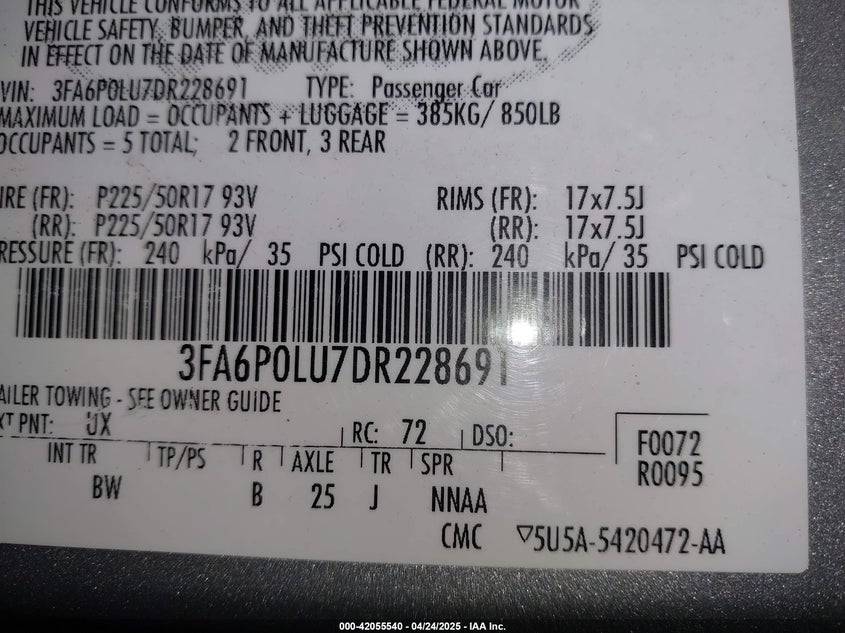 THIS VEHICLE CONFORMS TO ALL APPLICABLE FEDERAL MOTOR
VEHICLE SAFETY, BUMPER, AND THEFT PREVENTION STANDARDS
IN EFFECT ON THE DATE OF MANUFACTURE SHOWN ABOVE.
VIN: 3FA6P0LU7DR228691 TYPE: Passenger Car
MAXIMUM LOAD = OCCUPANTS + LUGGAGE = 385KG/ 850LB
OCCUPANTS = 5 TOTAL; 2 FRONT, 3 REAR
IRE (FR): P225/50R17 93V RIMS (FR): 17x7.5J
(RR): P225/50R17 93V (RR): 17x7.5J
RESSURE (FR): 240 kPa/ 35 PSI COLD (RR): 240 kPa/ 35 PSI COLD
3FA6P0LU7DR228691
AILER TOWING - SEE OWNER GUIDE
XT PNT: UX RC: 72 DSO:
F0072
INT TR TP/PS R AXLE TR SPR
R0095
BW B 25 J NNAA
CMC ▽5U5A-5420472-AA
000-42055540 - 04/24/2025 - IAA Inc.